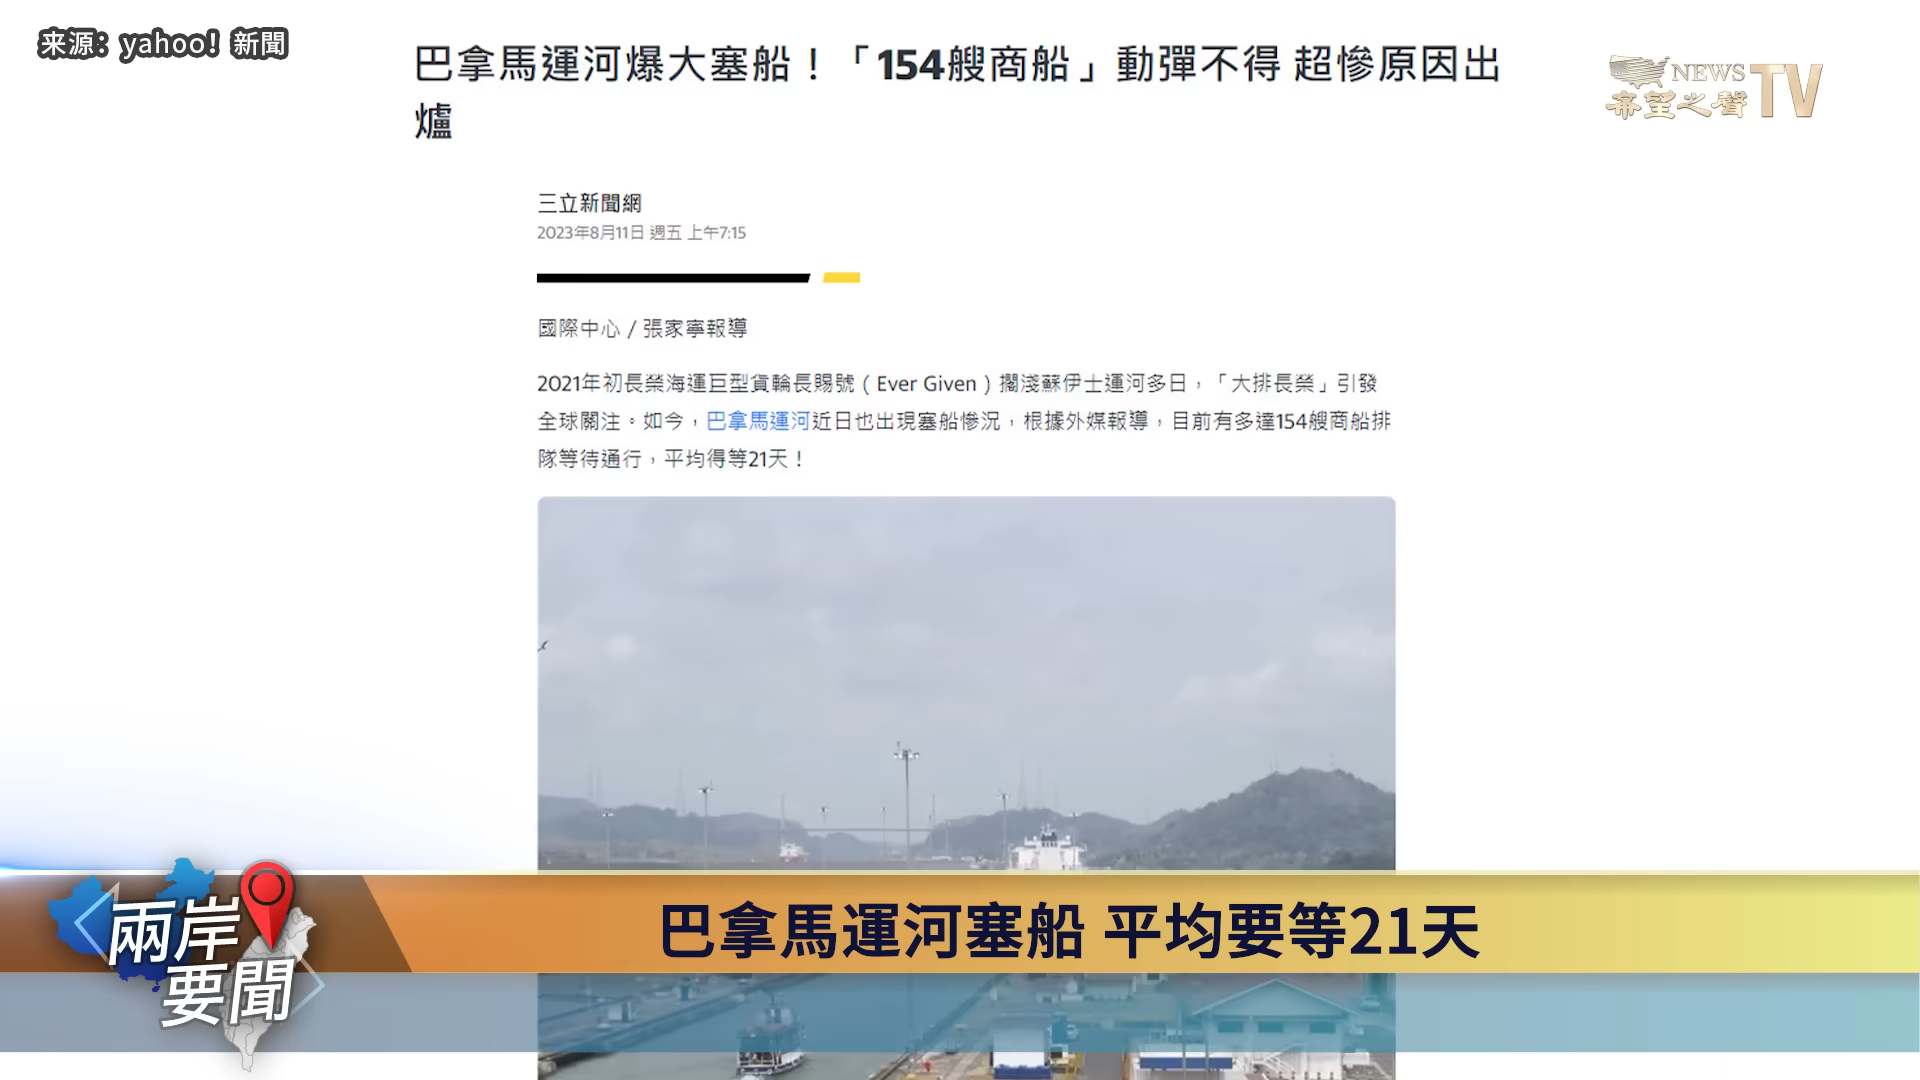 来源：yahoo！新聞
巴拿馬運河爆大塞船！「154艘商船」動彈不得 超慘原因出
爐
NEWS
希望之聲TV
三立新聞網
2023年8月11日 週五 上午7:15
國際中心 / 張家寧報導
2021年初長榮海運巨型貨輪長賜號（Ever Given）擱淺蘇伊士運河多日，「大排長榮」引發
全球關注。如今，巴拿馬運河近日也出現塞船慘況，根據外媒報導，目前有多達154艘商船排
隊等待通行，平均得等21天！
兩岸
要聞
巴拿馬運河塞船 平均要等21天